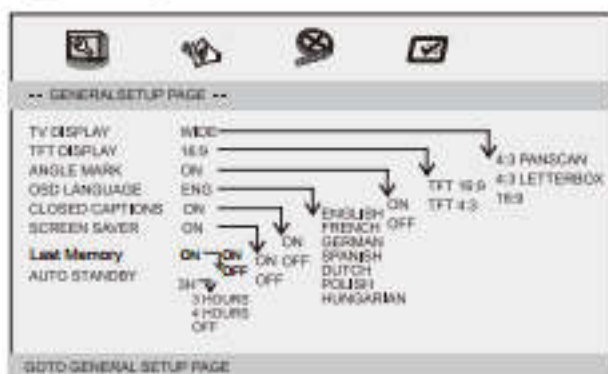 -- GENERAL SETUP PAGE --
TV DISPLAY WIDE
TFT DISPLAY 16:9
ANGLE MARK ON
OSD LANGUAGE ENG
CLOSED CAPTIONS ON
SCREEN SAVER ON
Last Memory ON
AUTO STANDBY 3H
4:3 PANSCAN
4:3 LETTERBOX
16:9
TFT 16:9
TFT 4:3
ON
OFF
ENGLISH
FRENCH
GERMAN
SPANISH
DUTCH
POLISH
HUNGARIAN
ON
OFF
ON
OFF
ON
OFF
3 HOURS
4 HOURS
OFF
GOTO GENERAL SETUP PAGE